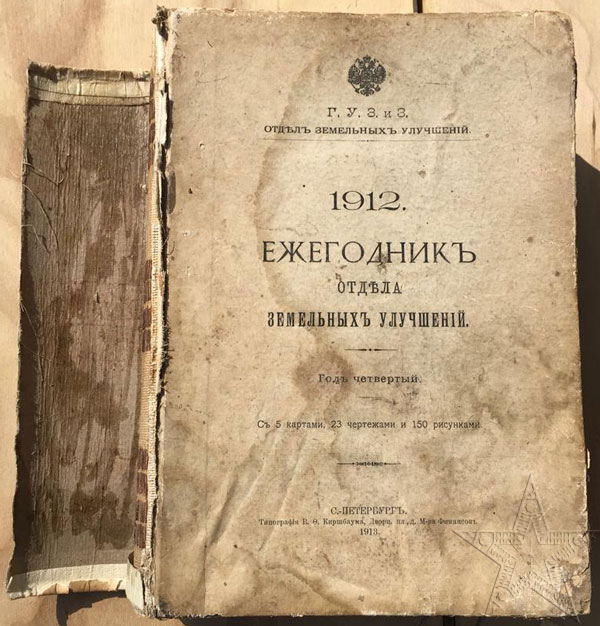 Г. У. З. и З.
ОТДѢЛЪ ЗЕМЕЛЬНЫХЪ УЛУЧШЕНІЙ.
1912.
ЕЖЕГОДНИКЪ
ОТДѢЛА
ЗЕМЕЛЬНЫХЪ УЛУЧШЕНІЙ.
Годъ четвертый.
Съ 5 картами, 23 чертежами и 150 рисунками
С.-ПЕТЕРБУРГЪ.
Типографія В. Ѳ. Киршбаума, Дворц. пл., д. М-ва Финансовъ.
1913.